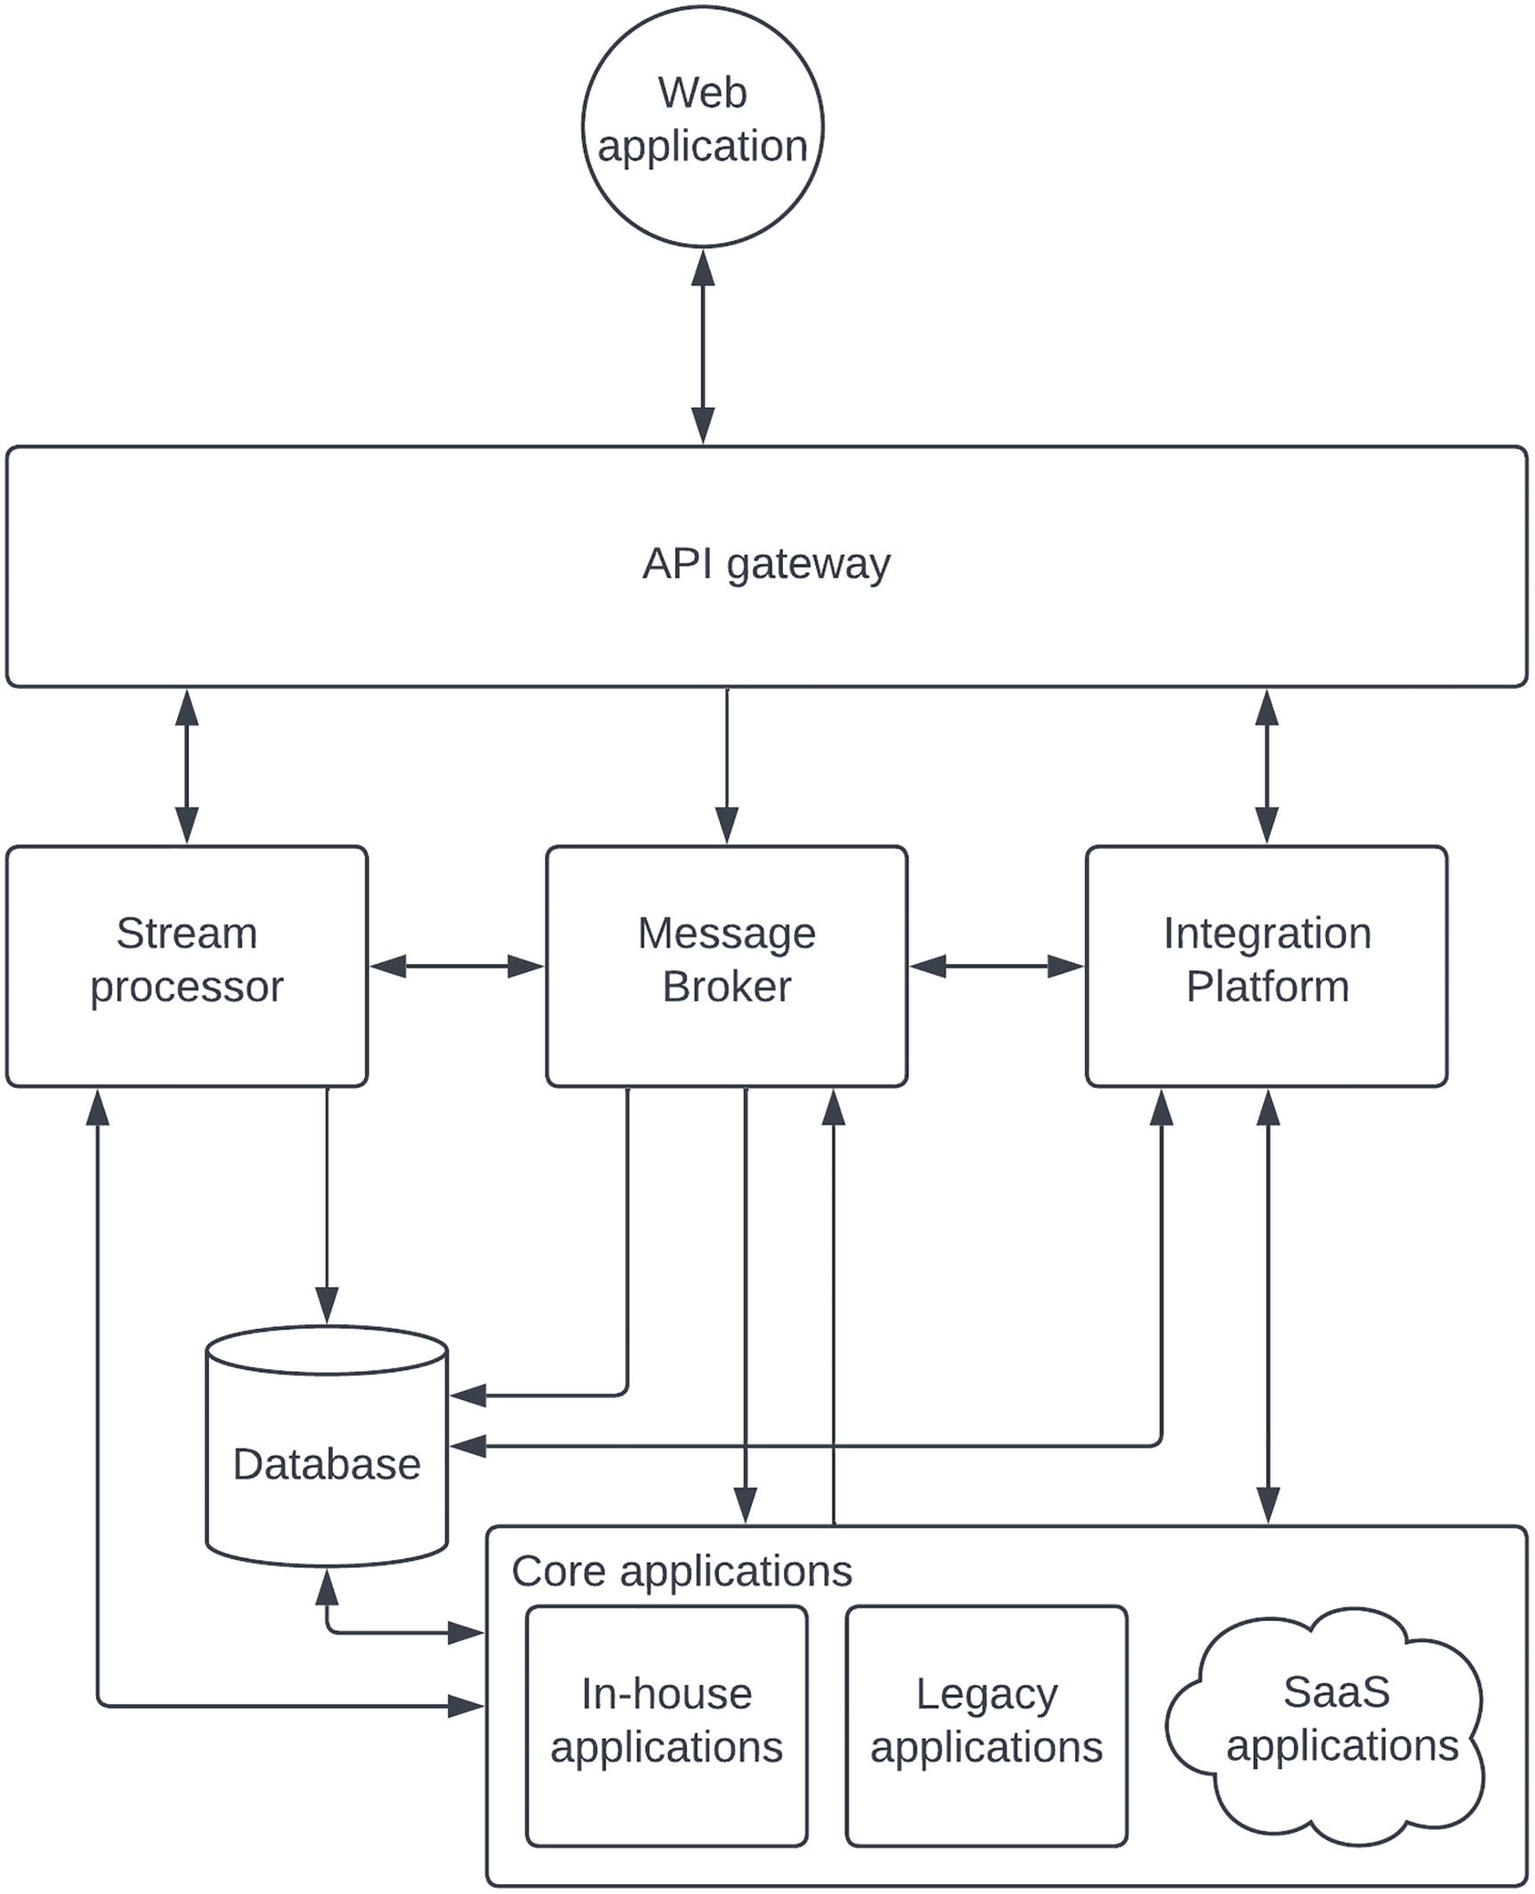 Web
application
API gateway
Stream
processor
Message
Broker
Integration
Platform
Database
Core applications
In-house
applications
Legacy
applications
SaaS
applications